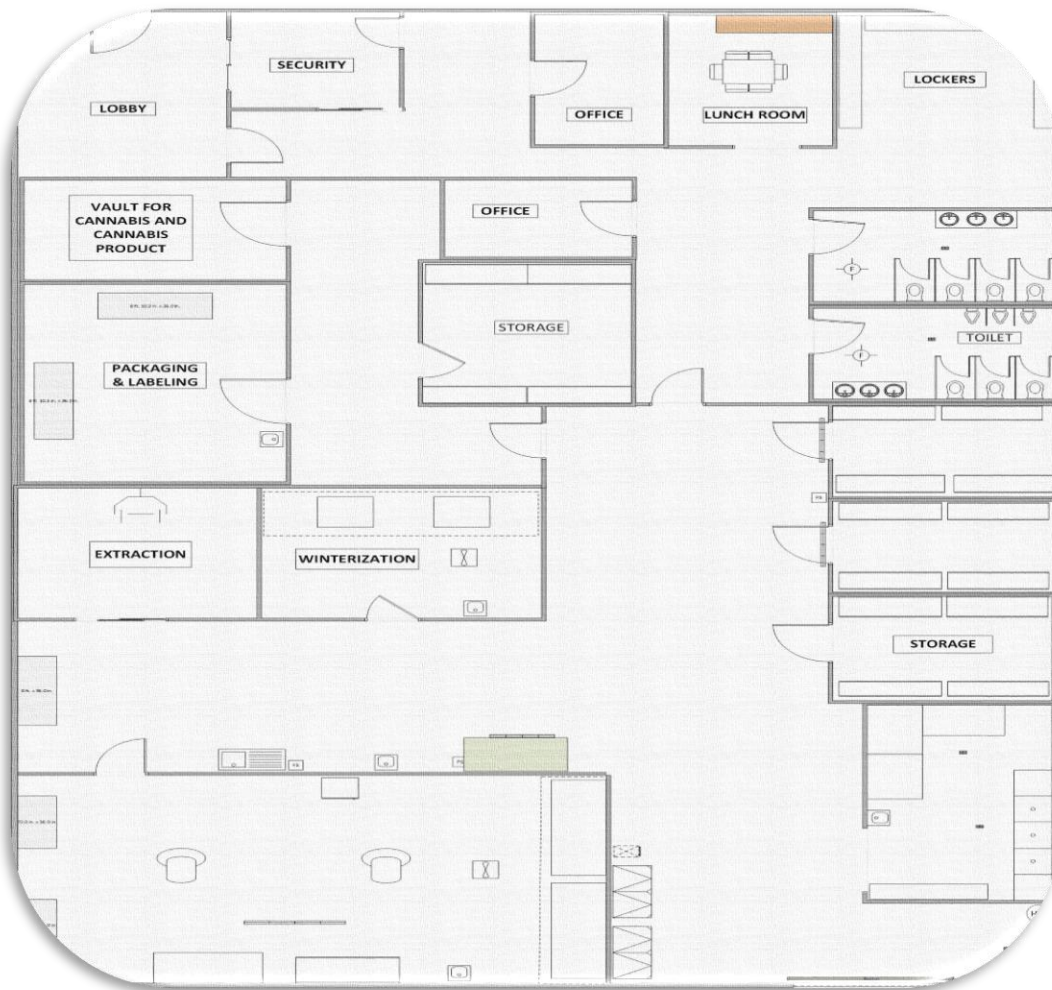 SECURITY
LOBBY
OFFICE
LUNCH ROOM
LOCKERS
VAULT FOR
CANNABIS AND
CANNABIS
PRODUCT
OFFICE
STORAGE
TOILET
F
F
PACKAGING
& LABELING
EXTRACTION
WINTERIZATION
STORAGE